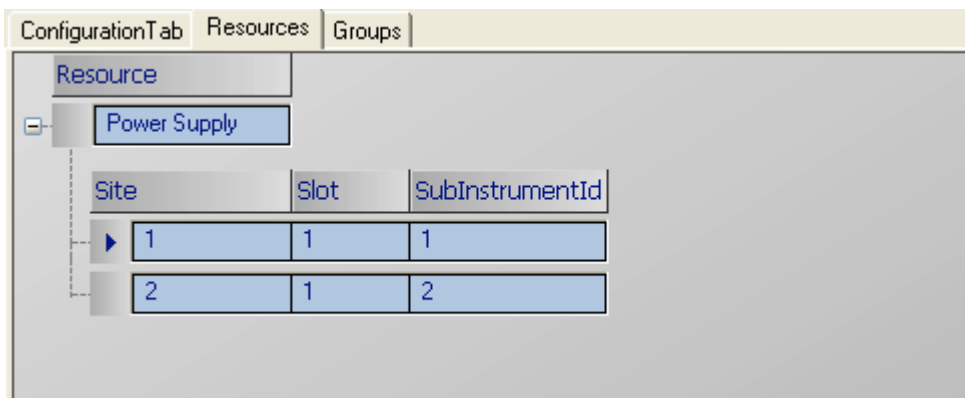 ConfigurationTab Resources Groups
Resource
Power Supply
Site Slot SubInstrumentId
1 1 1
2 1 2